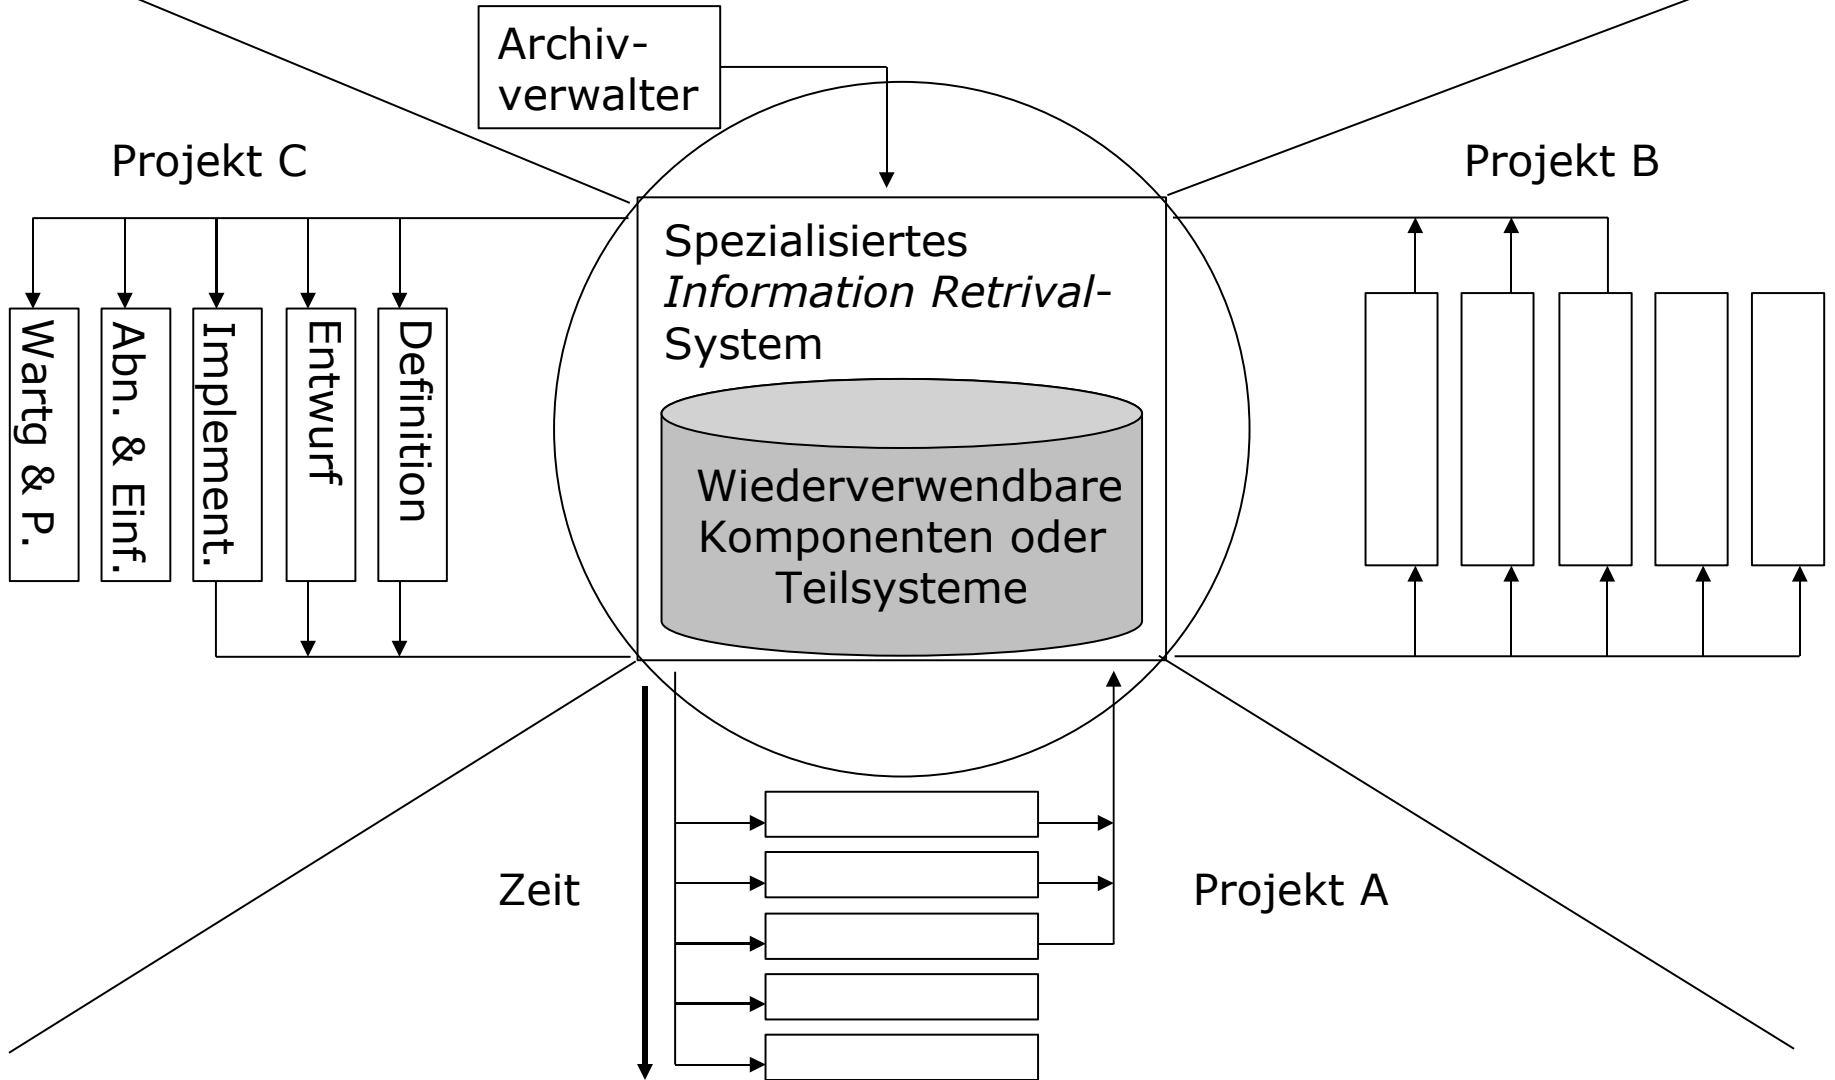 Archiv-
verwalter
Projekt C
Projekt B
Spezialisiertes
Information Retrival-
System
Wartg & P.
Abn. & Einf.
Implement.
Entwurf
Definition
Wiederverwendbare
Komponenten oder
Teilsysteme
Zeit
Projekt A